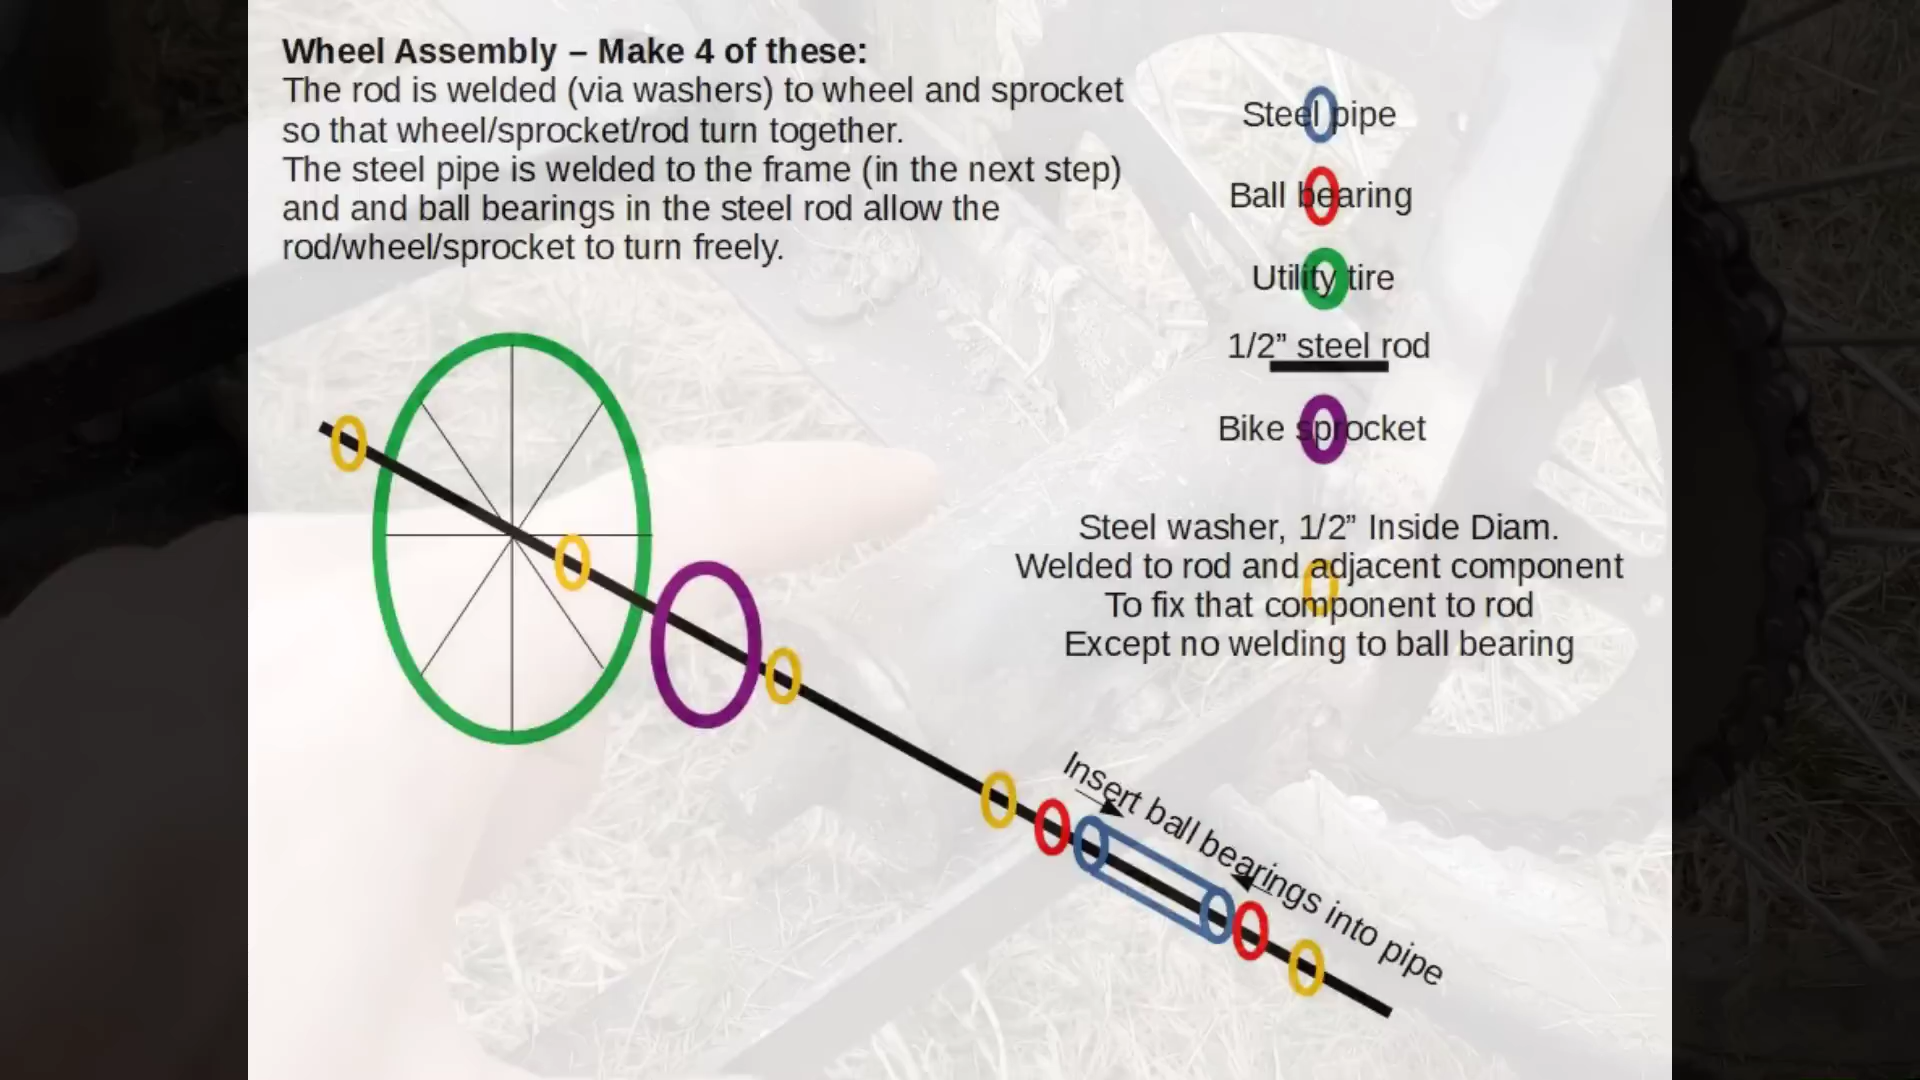 Wheel Assembly – Make 4 of these:
The rod is welded (via washers) to wheel and sprocket
so that wheel/sprocket/rod turn together.
The steel pipe is welded to the frame (in the next step)
and and ball bearings in the steel rod allow the
rod/wheel/sprocket to turn freely.
Steel pipe
Ball bearing
Utility tire
1/2” steel rod
Bike sprocket
Steel washer, 1/2” Inside Diam.
Welded to rod and adjacent component
To fix that component to rod
Except no welding to ball bearing
Insert ball bearings into pipe